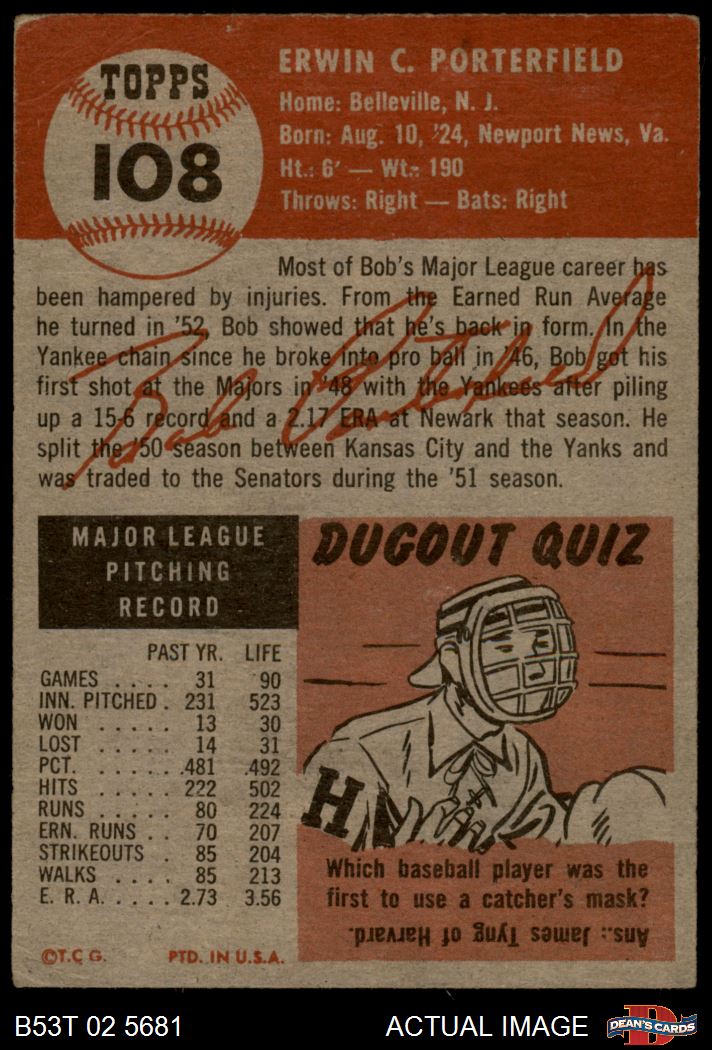 TOPPS
108
ERWIN C. PORTERFIELD
Home: Belleville, N. J.
Born: Aug. 10, '24, Newport News, Va.
Ht.: 6' — Wt.: 190
Throws: Right — Bats: Right
Most of Bob's Major League career has
been hampered by injuries. From the Earned Run Average
he turned in '52, Bob showed that he's back in form. In the
Yankee chain since he broke into pro ball in '46, Bob got his
first shot at the Majors in '48 with the Yankees after piling
up a 15-6 record and a 2.17 ERA at Newark that season. He
split the '50 season between Kansas City and the Yanks and
was traded to the Senators during the '51 season.
Bob Porterfield
MAJOR LEAGUE
PITCHING
RECORD
PAST YR. LIFE
GAMES . . . . 31 90
INN. PITCHED . 231 523
WON . . . . . 13 30
LOST . . . . . 14 31
PCT. . . . . . .481 .492
HITS . . . . . 222 502
RUNS . . . . . 80 224
ERN. RUNS . . 70 207
STRIKEOUTS . 85 204
WALKS . . . . 85 213
E. R. A. . . . . 2.73 3.56
©T.C.G. PTD. IN U.S.A.
DUGOUT QUIZ
H
Which baseball player was the
first to use a catcher's mask?
Ans.: James Tyng of Harvard.
B53T 02 5681 ACTUAL IMAGE
D
DEAN'S CARDS